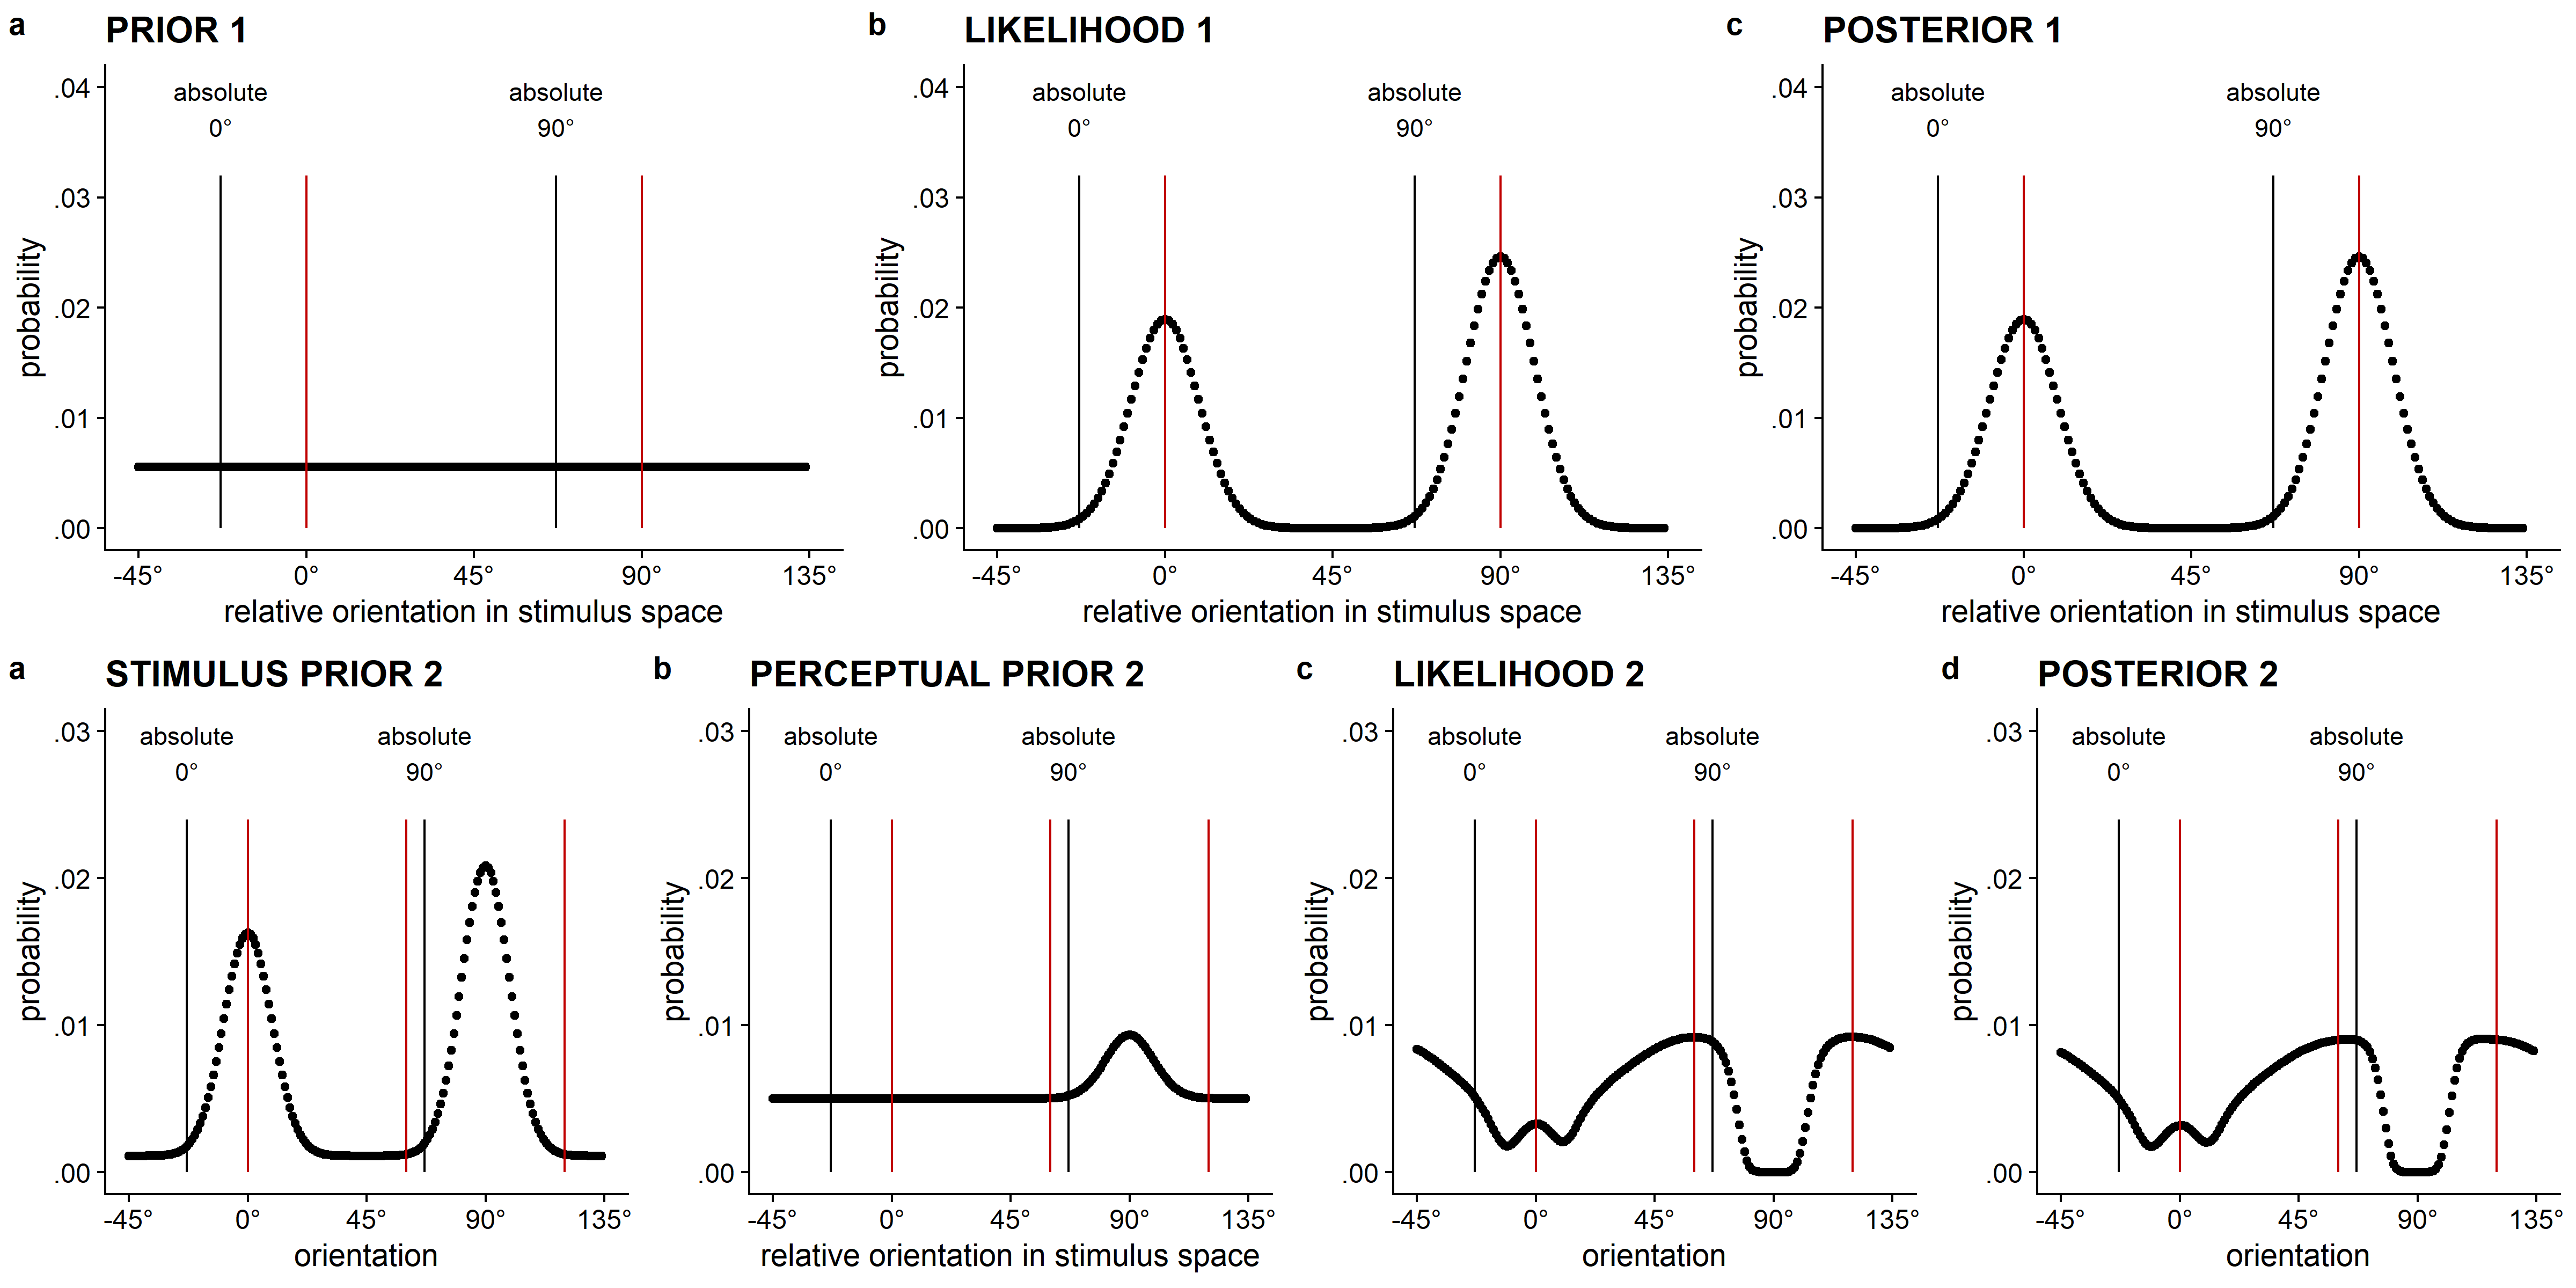 a PRIOR 1
.04
.03
.02
.01
.00
absolute absolute
0° 90°
probability
-45° 0° 45° 90° 135°
relative orientation in stimulus space
b LIKELIHOOD 1
.04
.03
.02
.01
.00
absolute absolute
0° 90°
probability
-45° 0° 45° 90° 135°
relative orientation in stimulus space
c POSTERIOR 1
.04
.03
.02
.01
.00
absolute absolute
0° 90°
probability
-45° 0° 45° 90° 135°
relative orientation in stimulus space
a STIMULUS PRIOR 2
.03
.02
.01
.00
absolute absolute
0° 90°
probability
-45° 0° 45° 90° 135°
orientation
b PERCEPTUAL PRIOR 2
.03
.02
.01
.00
absolute absolute
0° 90°
probability
-45° 0° 45° 90° 135°
relative orientation in stimulus space
c LIKELIHOOD 2
.03
.02
.01
.00
absolute absolute
0° 90°
probability
-45° 0° 45° 90° 135°
orientation
d POSTERIOR 2
.03
.02
.01
.00
absolute absolute
0° 90°
probability
-45° 0° 45° 90° 135°
orientation